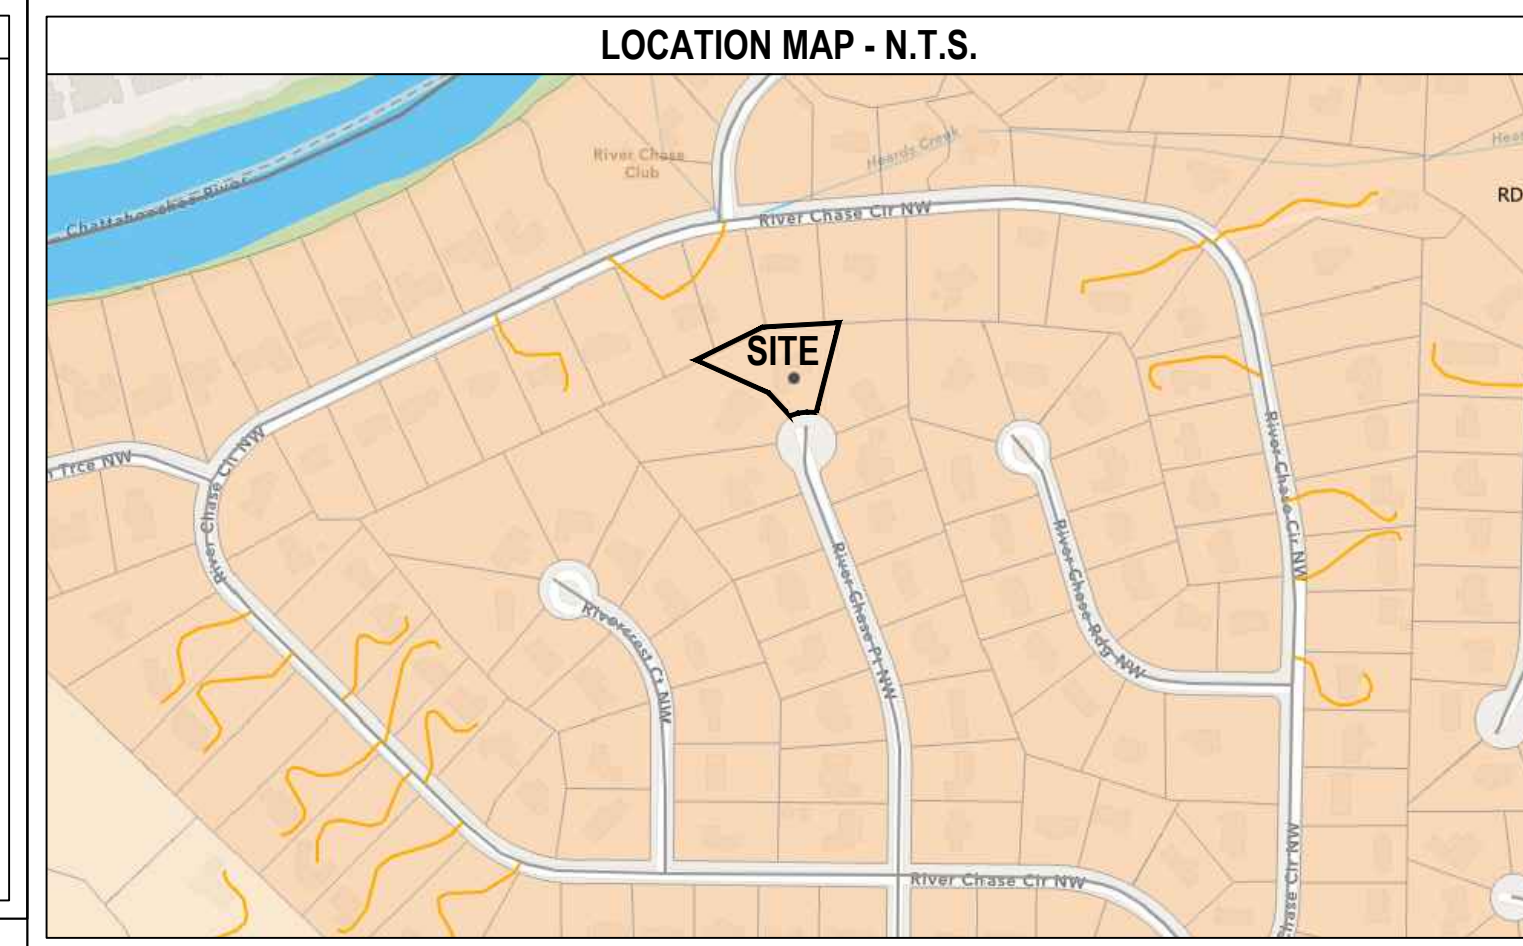 LOCATION MAP - N.T.S.
River Chase
Club
Heards Creek
Hear
RD
Chattahoochee River
River Chase Cir NW
SITE
River Chase Cir NW
n Trce NW
River Chase Cir NW
River Chase Pt NW
River Chase Rdg NW
Rivercrest Ct NW
River Chase Cir NW
hase Cir NW